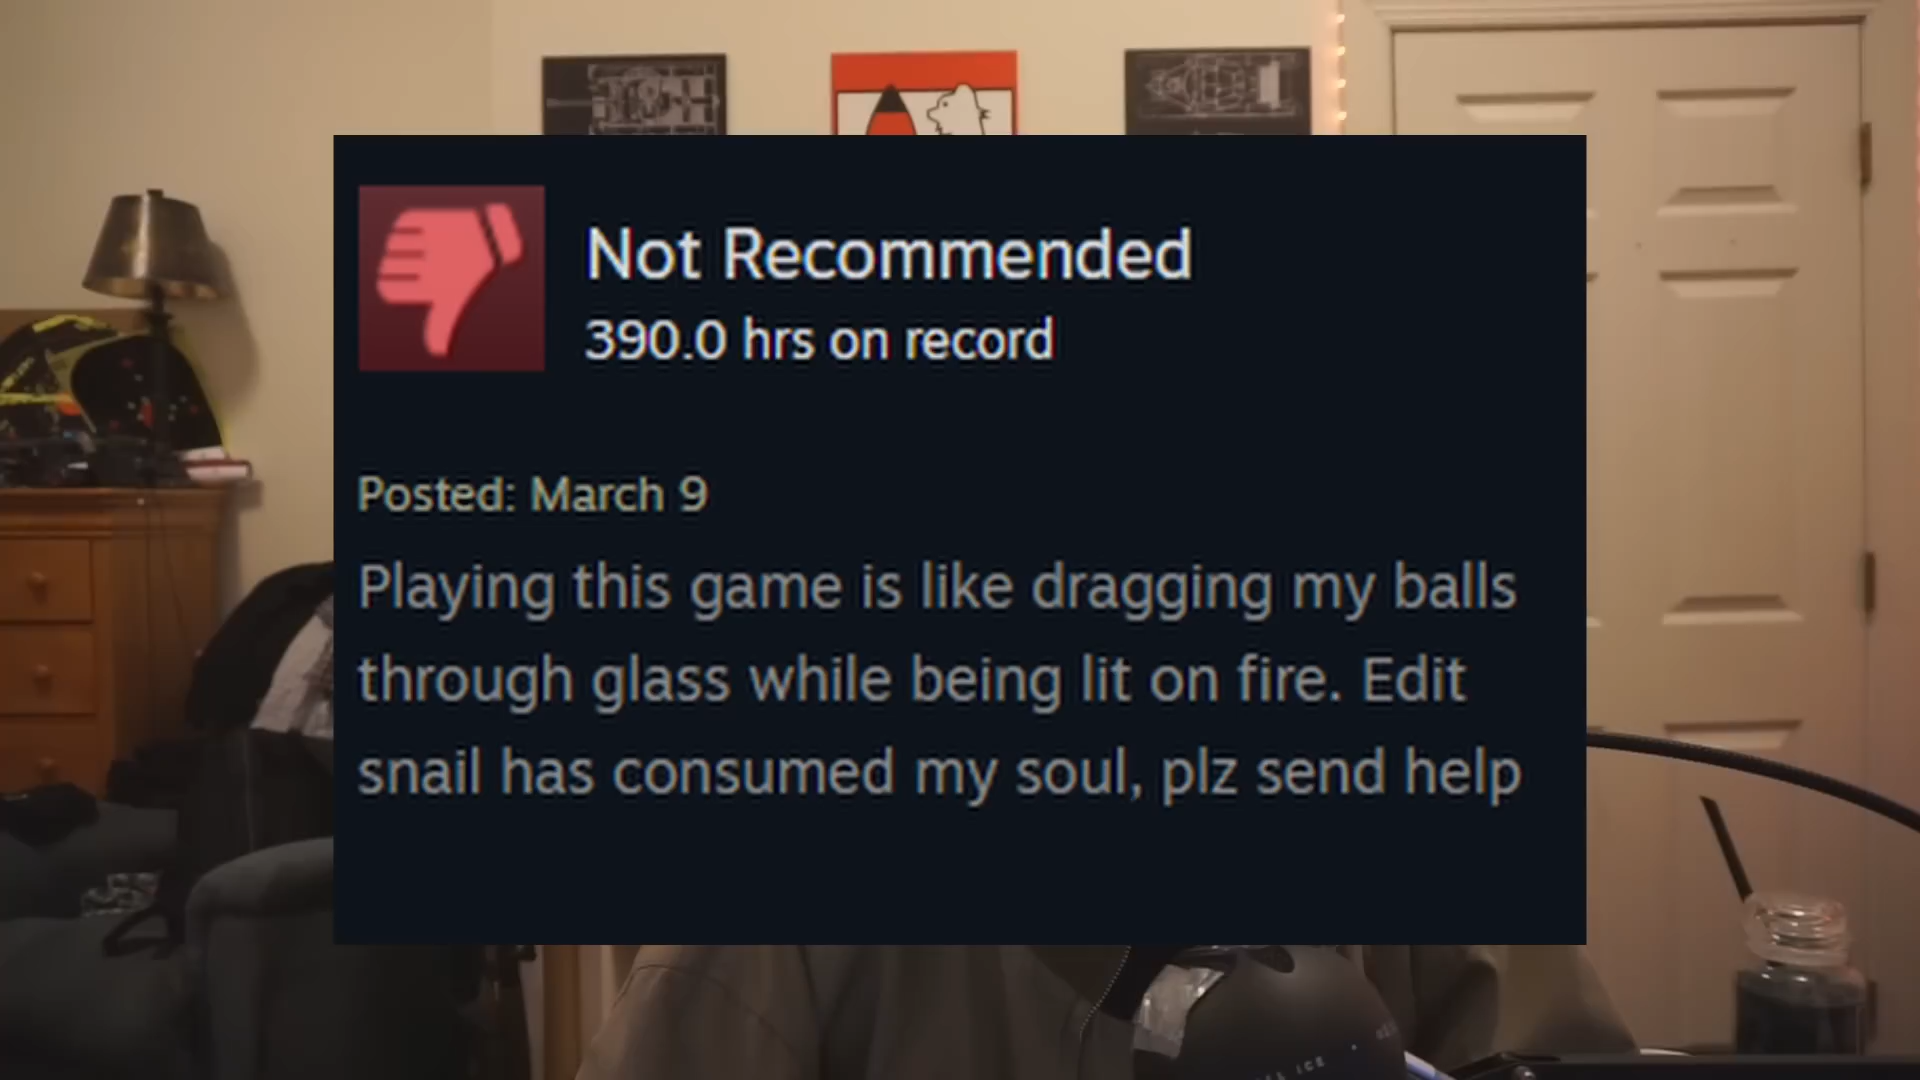 Not Recommended
390.0 hrs on record
Posted: March 9
Playing this game is like dragging my balls
through glass while being lit on fire. Edit
snail has consumed my soul, plz send help
ICE